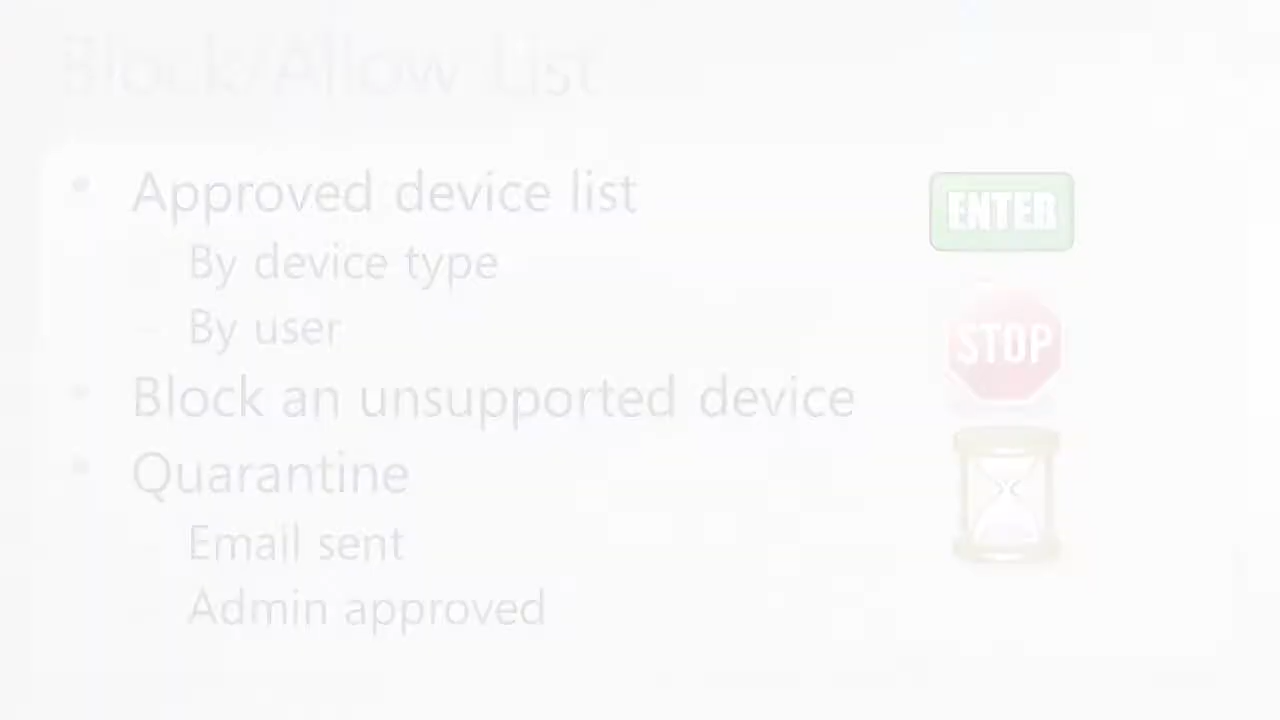 Block/Allow List
• Approved device list
ENTER
– By device type
– By user
STOP
• Block an unsupported device
• Quarantine
– Email sent
– Admin approved